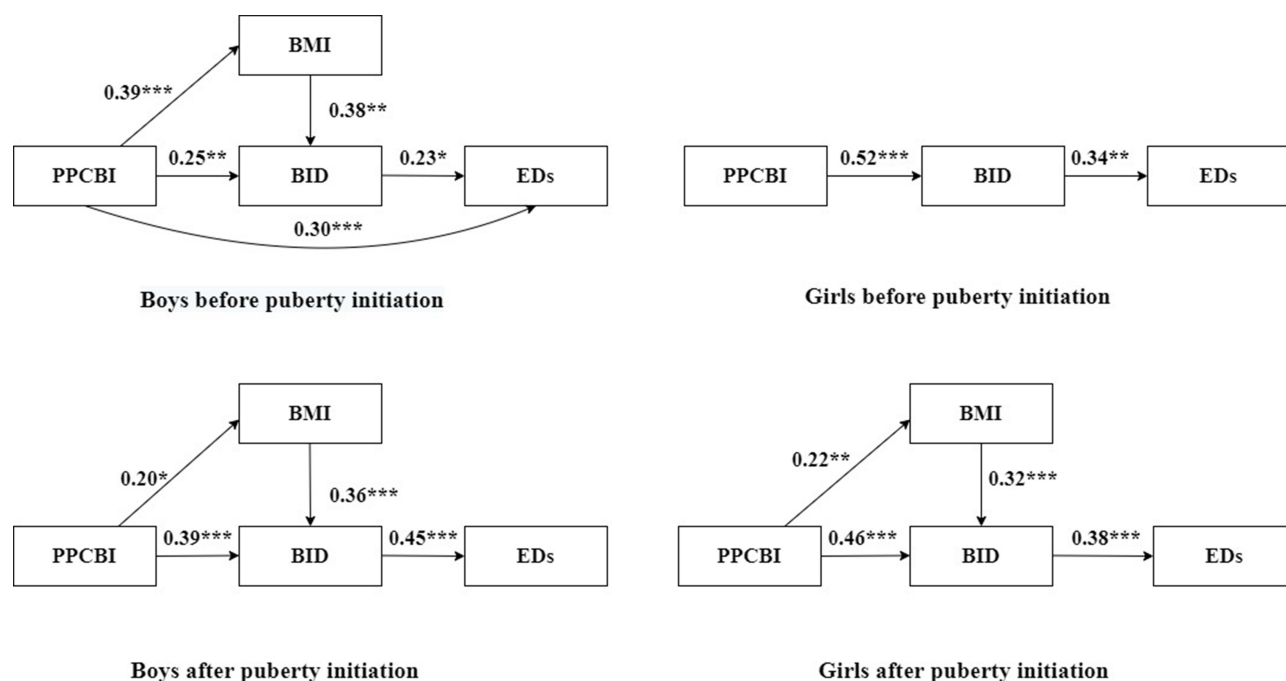 BMI
0.39***
0.38**
PPCBI
0.25**
BID
0.23*
EDs
0.30***
Boys before puberty initiation
PPCBI
0.52***
BID
0.34**
EDs
Girls before puberty initiation
BMI
0.20*
0.36***
PPCBI
0.39***
BID
0.45***
EDs
Boys after puberty initiation
BMI
0.22**
0.32***
PPCBI
0.46***
BID
0.38***
EDs
Girls after puberty initiation